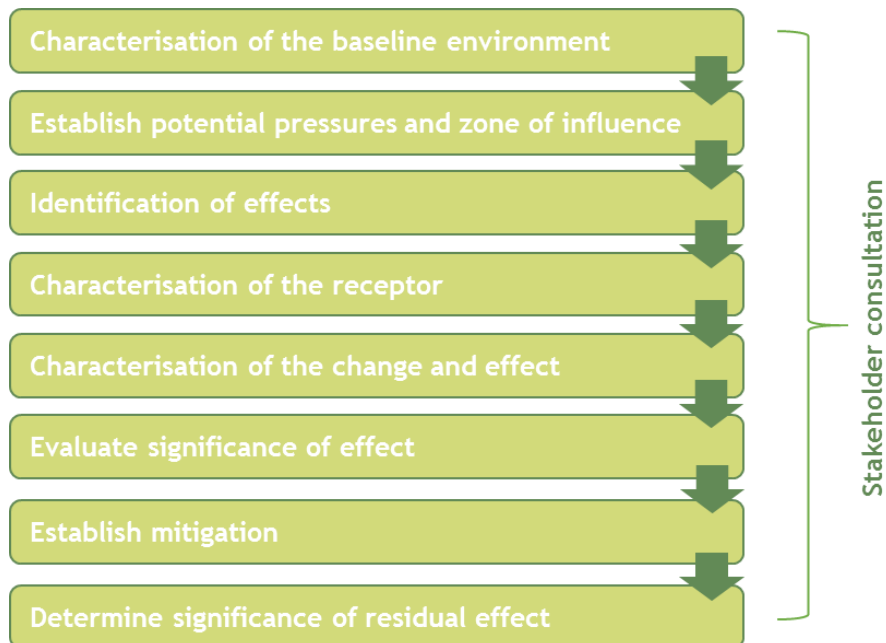 Characterisation of the baseline environment
Establish potential pressures and zone of influence
Identification of effects
Characterisation of the receptor
Characterisation of the change and effect
Evaluate significance of effect
Establish mitigation
Determine significance of residual effect
Stakeholder consultation